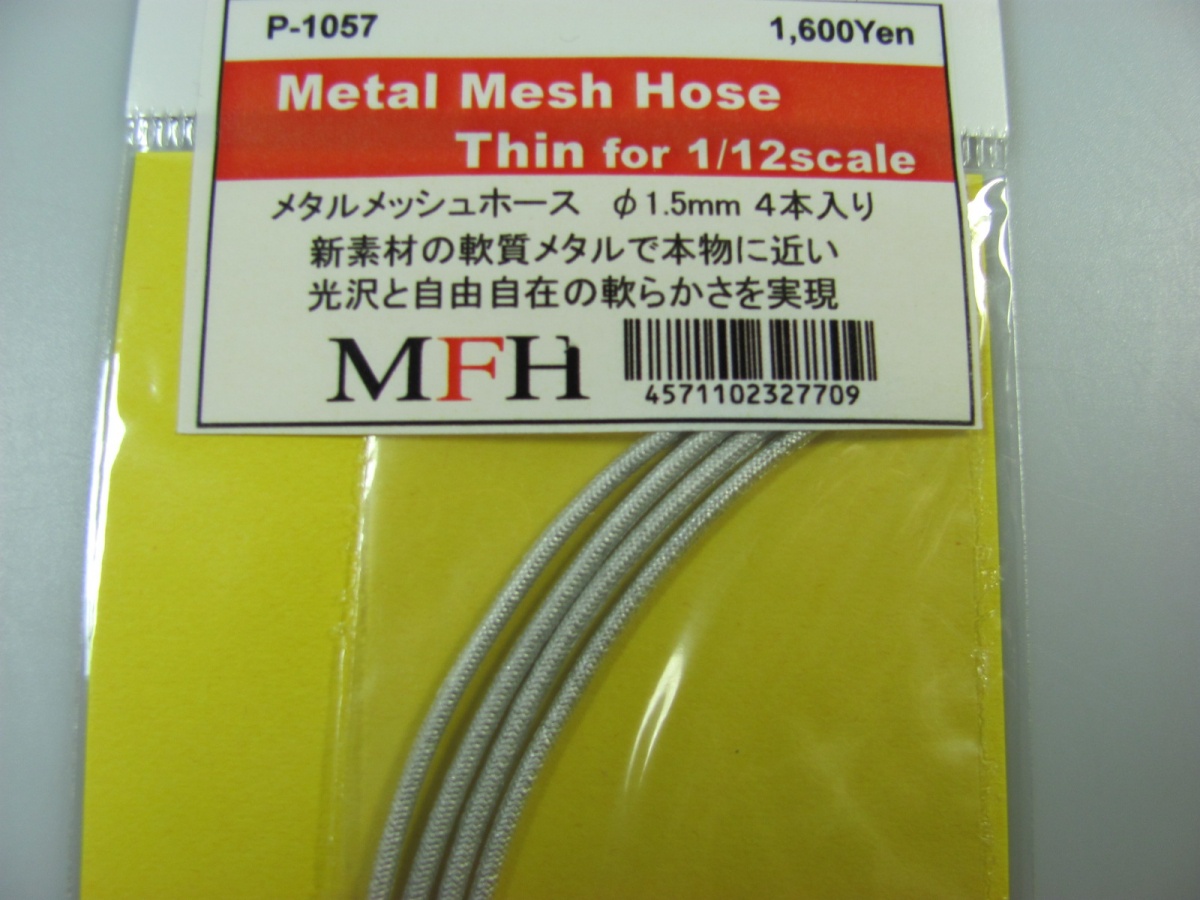 P-1057 1,600Yen
Metal Mesh Hose
Thin for 1/12scale
メタルメッシュホース φ1.5mm 4本入り
新素材の軟質メタルで本物に近い
光沢と自由自在の軟らかさを実現
MFH
4571102327709